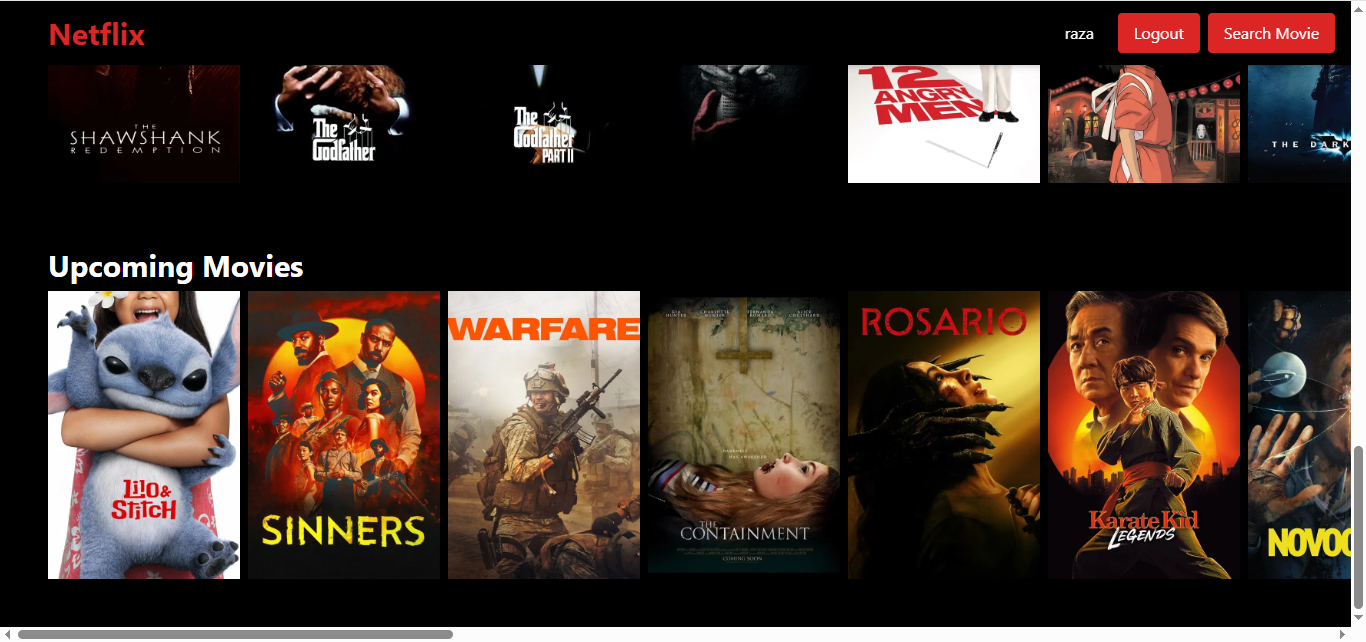 Netflix
raza
Logout
Search Movie
THE
SHAWSHANK
REDEMPTION
The
Godfather
The
Godfather
PART II
12
ANGRY
MEN
THE DARK
Upcoming Movies
LiLO &
STiTCH
SINNERS
WARFARE
THE
CONTAINMENT
COMING SOON
ROSARIO
Karate Kid
LEGENDS
NOVOC